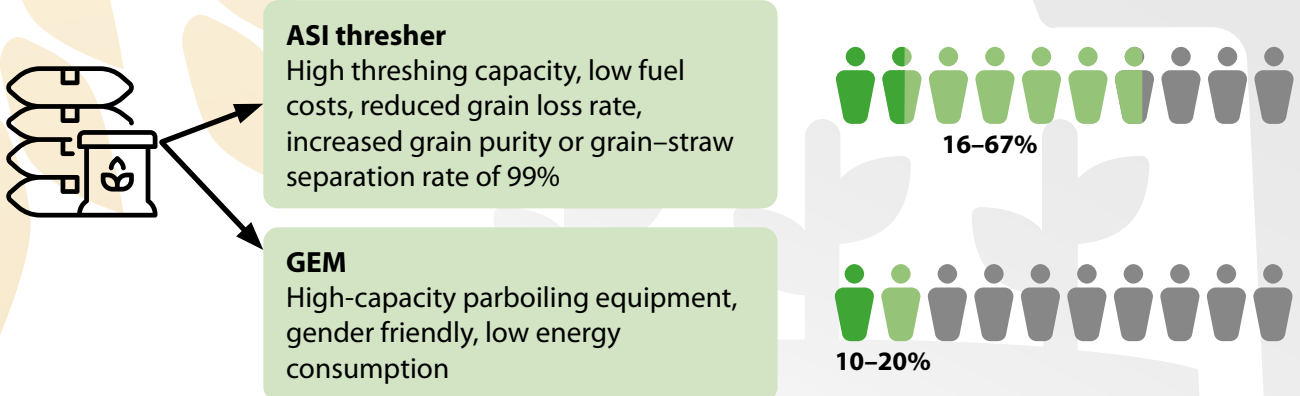 ASI thresher
High threshing capacity, low fuel
costs, reduced grain loss rate,
increased grain purity or grain–straw
separation rate of 99%
16–67%
GEM
High-capacity parboiling equipment,
gender friendly, low energy
consumption
10–20%